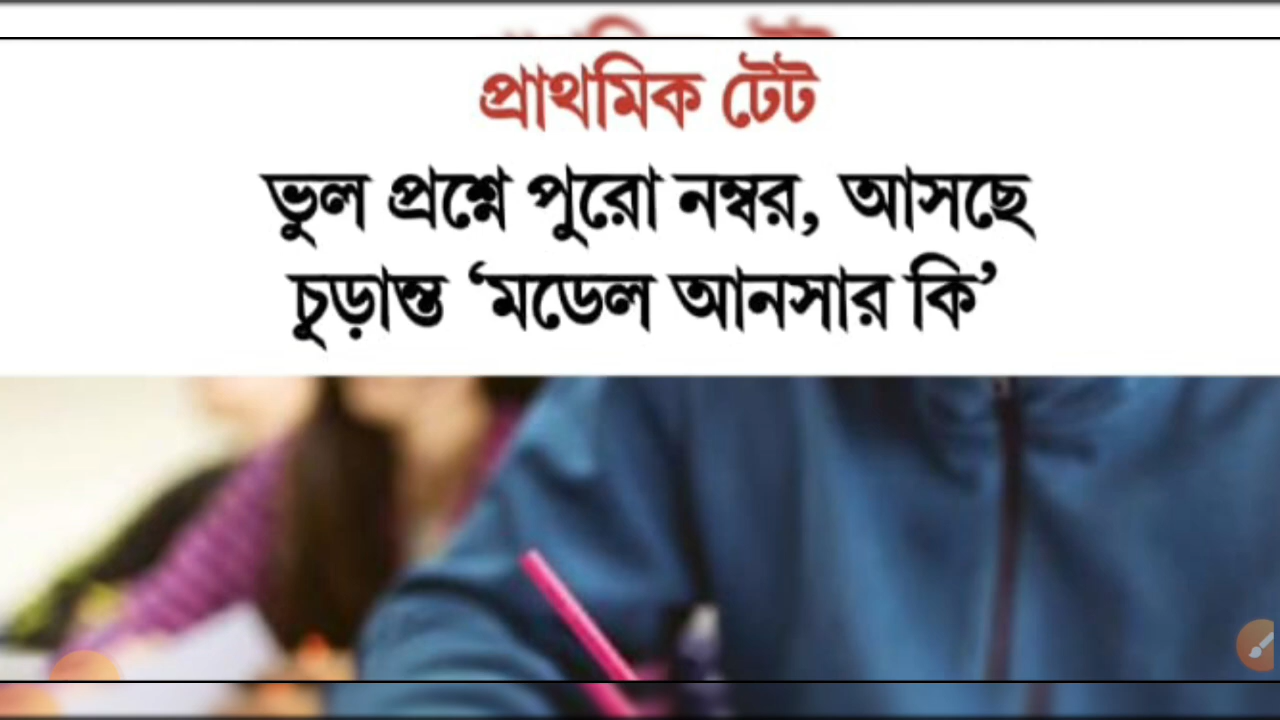 প্রাথমিক টেট
ভুল প্রশ্নে পুরো নম্বর, আসছে
চূড়ান্ত ‘মডেল আনসার কি’